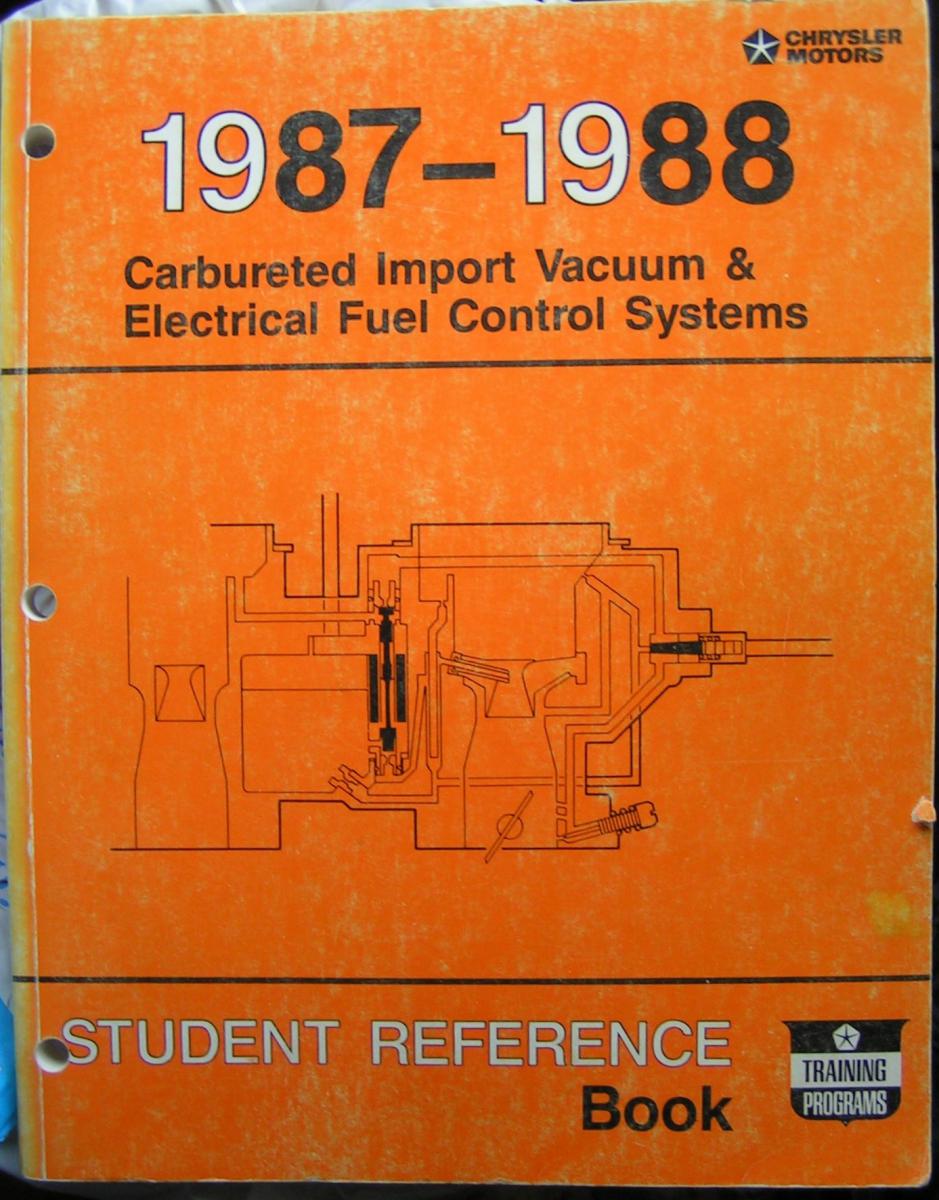 CHRYSLER
MOTORS
1987–1988
Carbureted Import Vacuum &
Electrical Fuel Control Systems
STUDENT REFERENCE
Book
TRAINING
PROGRAMS